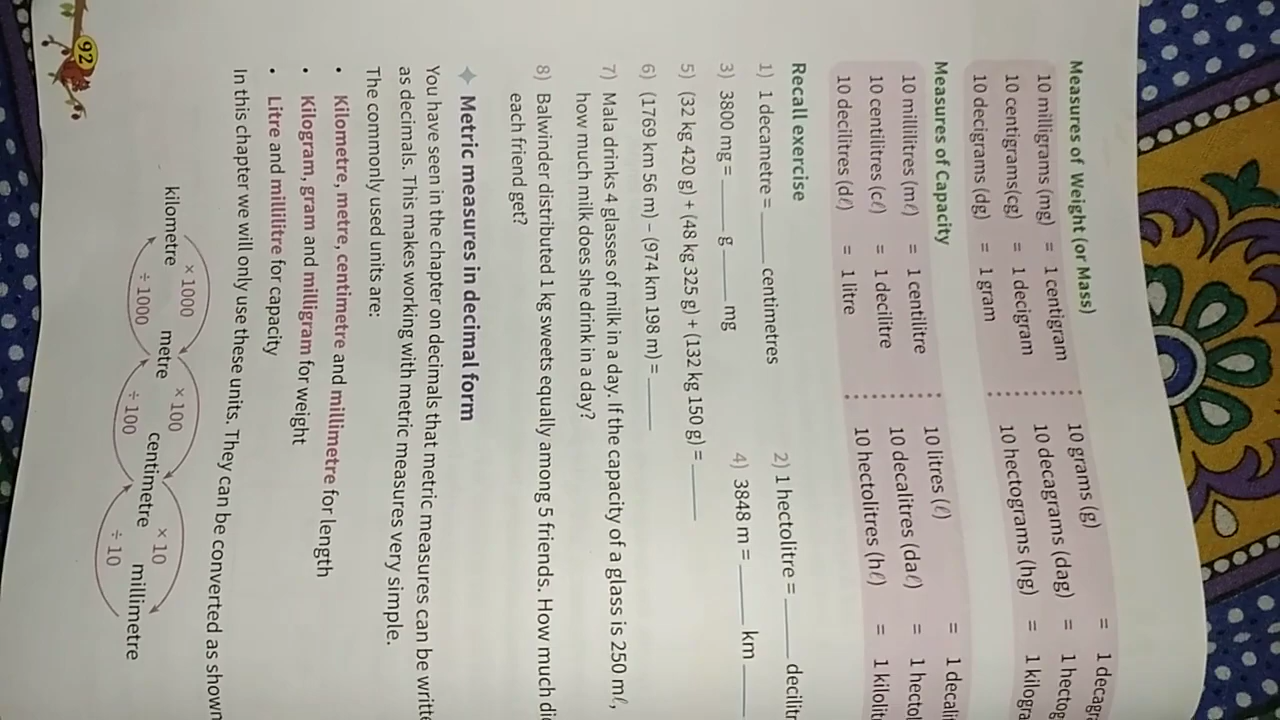 Measures of Weight (or Mass)
10 milligrams (mg) = 1 centigram
10 centigrams(cg) = 1 decigram
10 decigrams (dg) = 1 gram
10 grams (g) = 1 decagr
10 decagrams (dag) = 1 hectog
10 hectograms (hg) = 1 kilogra
Measures of Capacity
10 millilitres (mℓ) = 1 centilitre
10 centilitres (cℓ) = 1 decilitre
10 decilitres (dℓ) = 1 litre
10 litres (ℓ) = 1 decali
10 decalitres (daℓ) = 1 hectol
10 hectolitres (hℓ) = 1 kilolit
Recall exercise
1) 1 decametre = _____ centimetres
2) 1 hectolitre = _____ decilitr
3) 3800 mg = _____ g _____ mg
4) 3848 m = _____ km _____
5) (32 kg 420 g) + (48 kg 325 g) + (132 kg 150 g) = _____
6) (1769 km 56 m) – (974 km 198 m) = _____
7) Mala drinks 4 glasses of milk in a day. If the capacity of a glass is 250 mℓ,
how much milk does she drink in a day?
8) Balwinder distributed 1 kg sweets equally among 5 friends. How much di
each friend get?
Metric measures in decimal form
You have seen in the chapter on decimals that metric measures can be writte
as decimals. This makes working with metric measures very simple.
The commonly used units are:
• Kilometre, metre, centimetre and millimetre for length
• Kilogram, gram and milligram for weight
• Litre and millilitre for capacity
In this chapter we will only use these units. They can be converted as shown
× 1000 × 100 × 10
kilometre metre centimetre millimetre
÷ 1000 ÷ 100 ÷ 10
92